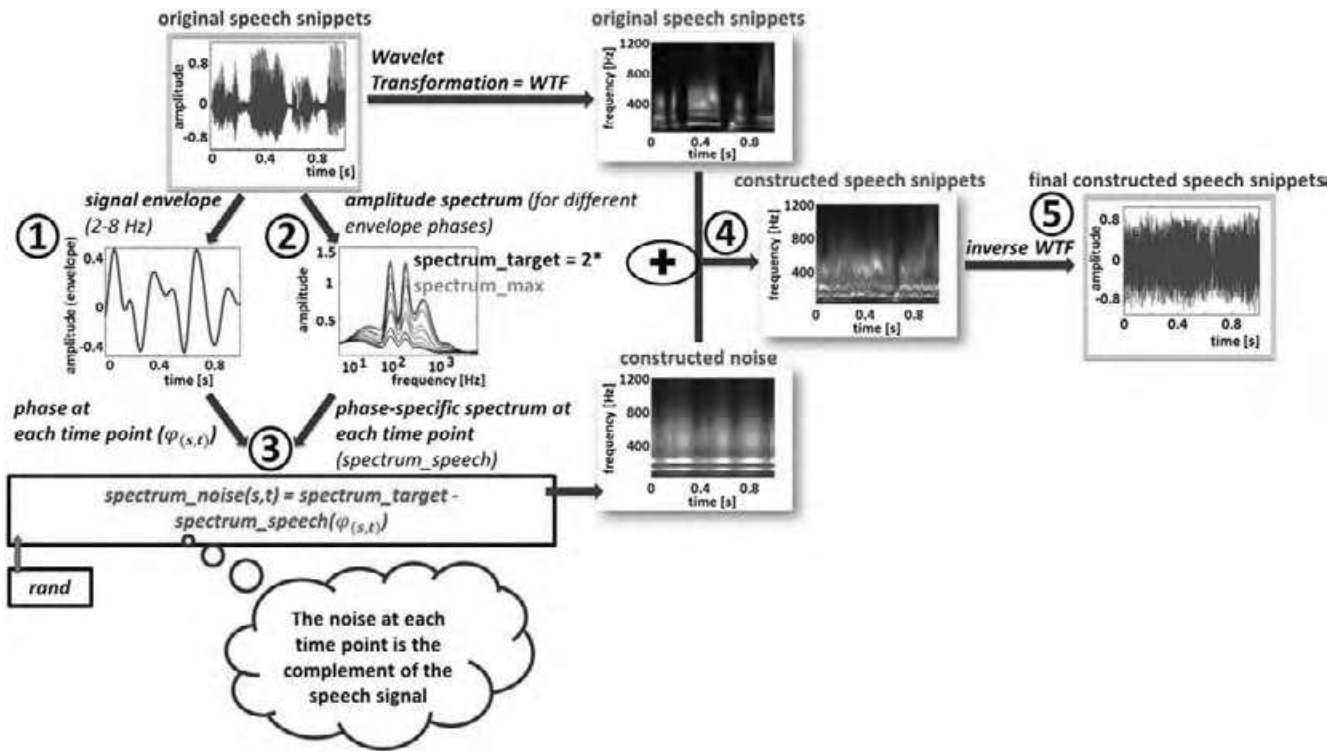 original speech snippets
0.8
0
-0.8
amplitude
0 0.4 0.8
time [s]
Wavelet
Transformation = WTF
original speech snippets
1200
800
400
frequency [Hz]
0 0.4 0.8
time [s]
1
signal envelope
(2-8 Hz)
0.4
0
-0.4
amplitude (envelope)
0 0.4 0.8
time [s]
2
amplitude spectrum (for different
envelope phases)
1.5
1
0.5
amplitude
spectrum_target = 2*
spectrum_max
10¹ 10² 10³
frequency [Hz]
phase at
each time point (φ(s,t))
3
phase-specific spectrum at
each time point
(spectrum_speech)
spectrum_noise(s,t) = spectrum_target -
spectrum_speech(φ(s,t))
rand
The noise at each
time point is the
complement of the
speech signal
constructed noise
1200
800
400
frequency [Hz]
0 0.4 0.8
time [s]
+
4
constructed speech snippets
1200
800
400
frequency [Hz]
0 0.4 0.8
time [s]
inverse WTF
5
final constructed speech snippets
0.8
0
-0.8
amplitude
0 0.4 0.8
time [s]